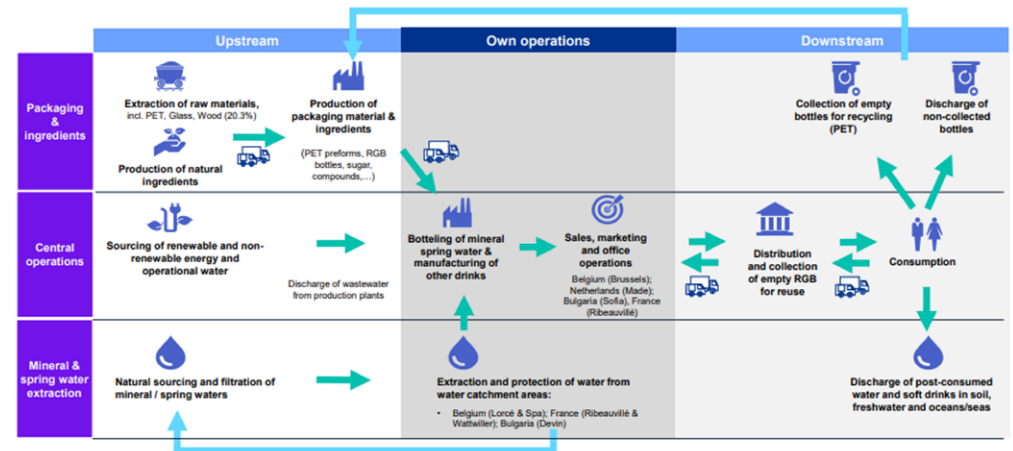 Upstream
Own operations
Downstream
Packaging
&
ingredients
Extraction of raw materials,
incl. PET, Glass, Wood (20.3%)
Production of natural
ingredients
Production of
packaging material &
ingredients
(PET preforms, RGB
bottles, sugar,
compounds,…)
Collection of empty
bottles for recycling
(PET)
Discharge of
non-collected
bottles
Central
operations
Sourcing of renewable and non-
renewable energy and
operational water
Discharge of wastewater
from production plants
Botteling of mineral
spring water &
manufacturing of
other drinks
Sales, marketing
and office
operations
Belgium (Brussels);
Netherlands (Made);
Bulgaria (Sofia), France
(Ribeauvillé)
Distribution
and collection
of empty RGB
for reuse
Consumption
Mineral &
spring water
extraction
Natural sourcing and filtration of
mineral / spring waters
Extraction and protection of water from
water catchment areas:
• Belgium (Lorcé & Spa); France (Ribeauvillé &
Wattwiller); Bulgaria (Devin)
Discharge of post-consumed
water and soft drinks in soil,
freshwater and oceans/seas